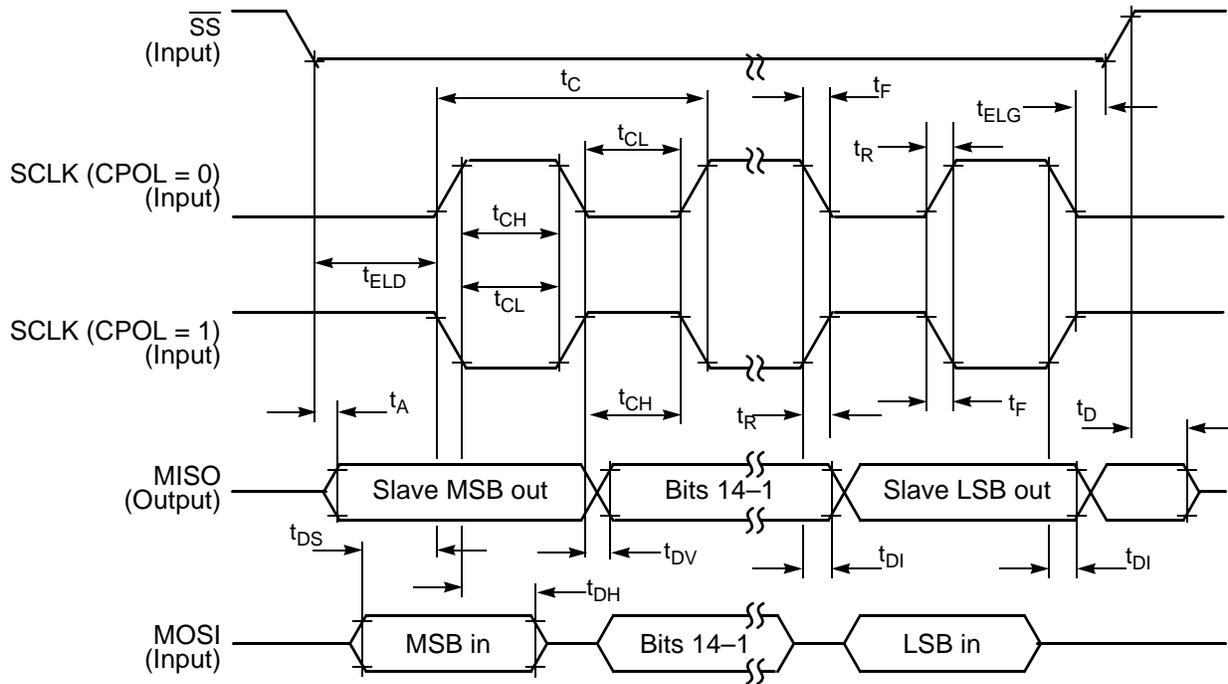 SS
(Input)
t_C
t_F
t_ELG
t_CL
t_R
SCLK (CPOL = 0)
(Input)
t_CH
t_ELD
t_CL
SCLK (CPOL = 1)
(Input)
t_A
t_CH
t_R
t_F
t_D
MISO
(Output)
Slave MSB out
Bits 14–1
Slave LSB out
t_DS
t_DV
t_DI
t_DI
t_DH
MOSI
(Input)
MSB in
Bits 14–1
LSB in